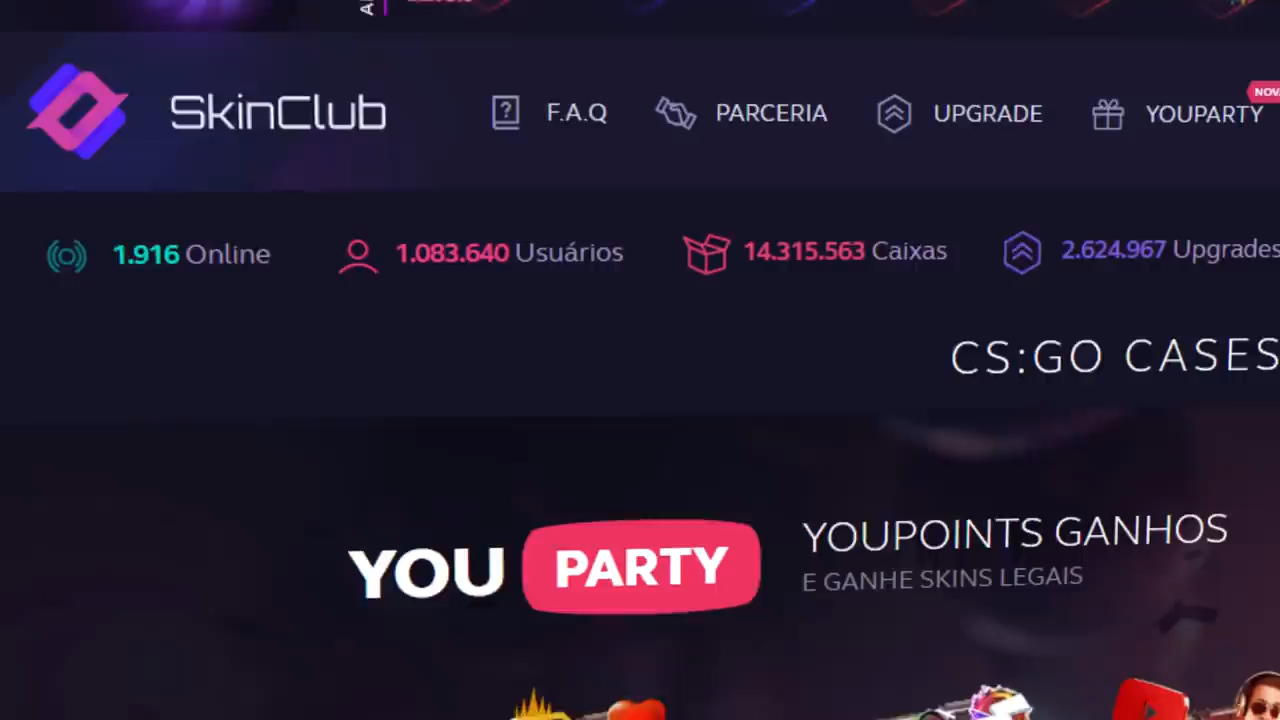 SkinClub
F.A.Q
PARCERIA
UPGRADE
YOUPARTY
1.916 Online
1.083.640 Usuários
14.315.563 Caixas
2.624.967 Upgrades
CS:GO CASES
YOU PARTY
YOUPOINTS GANHOS
E GANHE SKINS LEGAIS